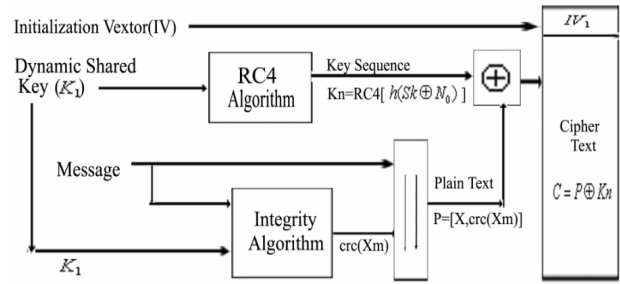 Initialization Vextor(IV)
IV₁
Dynamic Shared
Key (K₁)
RC4
Algorithm
Key Sequence
Kn=RC4[ h(Sk⊕N₀) ]
Cipher
Text
C=P⊕Kn
Message
Plain Text
P=[X,crc(Xm)]
Integrity
Algorithm
crc(Xm)
K₁